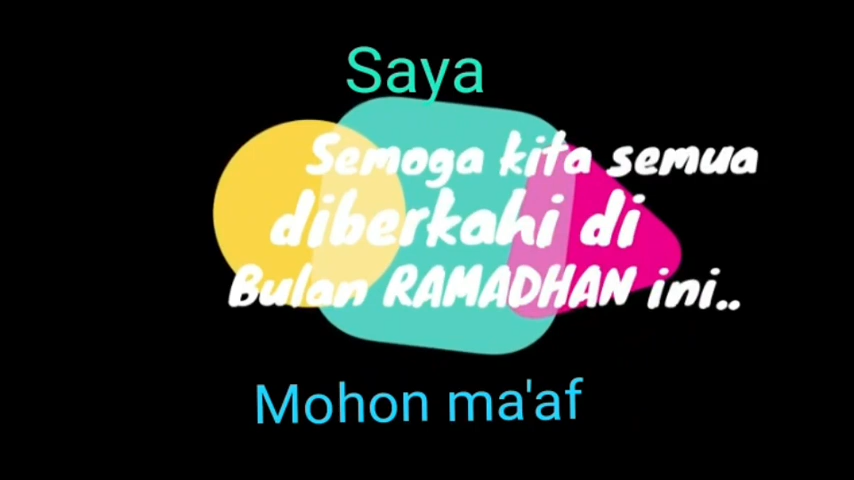 Saya
Semoga kita semua
diberkahi di
Bulan RAMADHAN ini..
Mohon ma'af